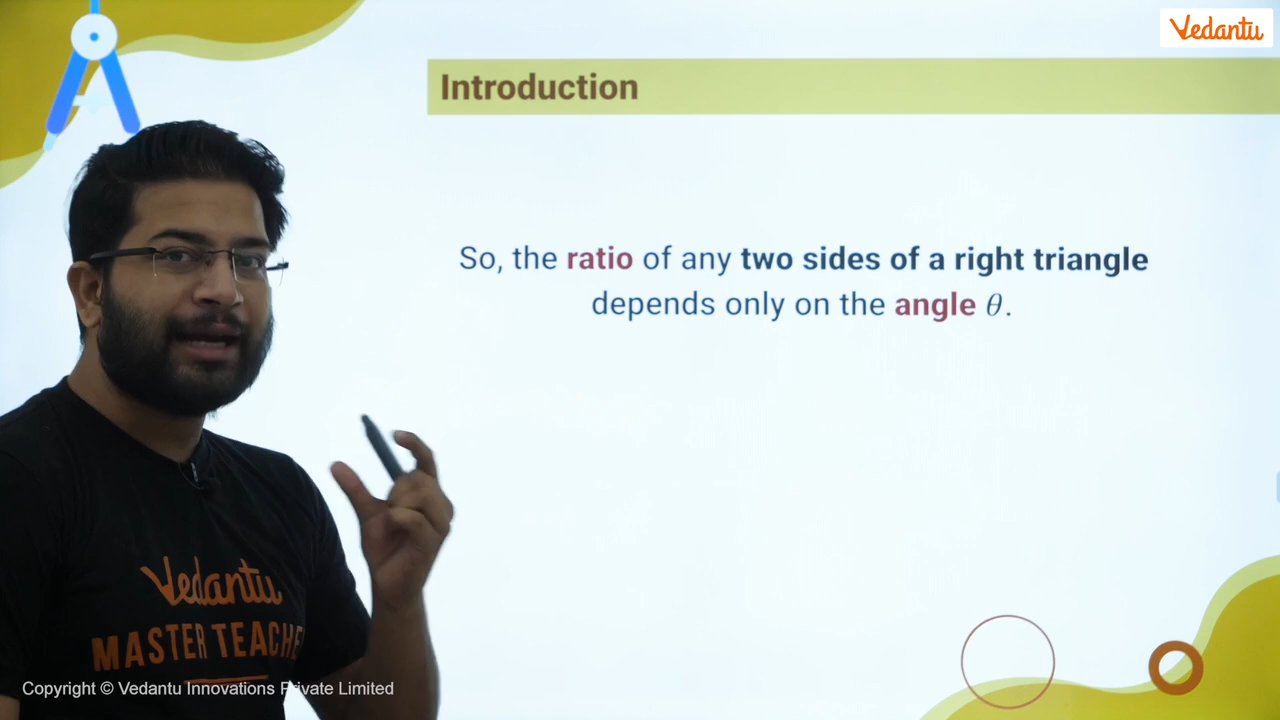 Vedantu
Introduction
So, the ratio of any two sides of a right triangle
depends only on the angle θ.
Vedantu
MASTER TEACHE
Copyright © Vedantu Innovations Private Limited